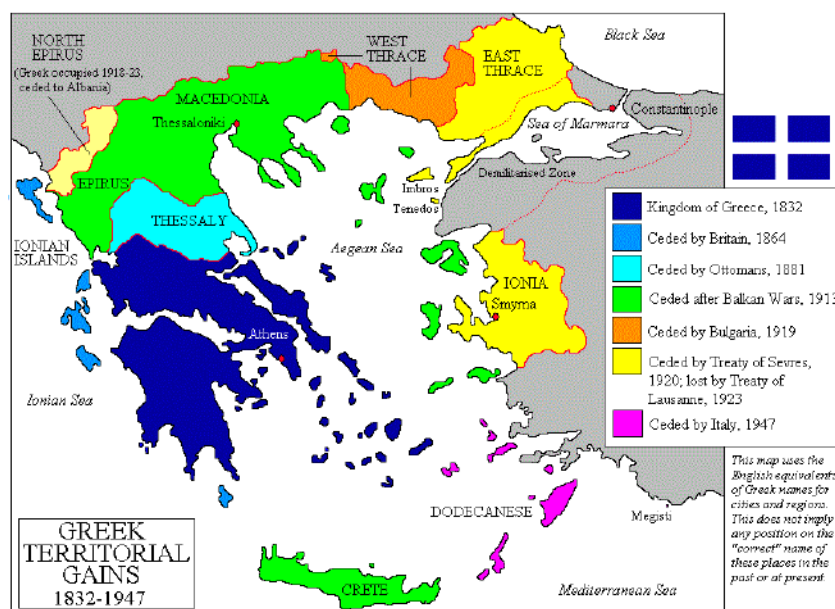 Black Sea
NORTH
EPIRUS
(Greek occupied 1918-23,
ceded to Albania)
WEST
THRACE
EAST
THRACE
MACEDONIA
Thessaloniki
Constantinople
Sea of Marmara
Demilitarised Zone
Imbros
Tenedos
EPIRUS
THESSALY
IONIAN
ISLANDS
Aegean Sea
IONIA
Smyrna
Athens
Ionian Sea
DODECANESE
Megisti
CRETE
Mediterranean Sea
Kingdom of Greece, 1832
Ceded by Britain, 1864
Ceded by Ottomans, 1881
Ceded after Balkan Wars, 1913
Ceded by Bulgaria, 1919
Ceded by Treaty of Sevres,
1920; lost by Treaty of
Lausanne, 1923
Ceded by Italy, 1947
This map uses the
English equivalents
of Greek names for
cities and regions.
This does not imply
any position on the
"correct" name of
these places in the
past or at present
GREEK
TERRITORIAL
GAINS
1832-1947